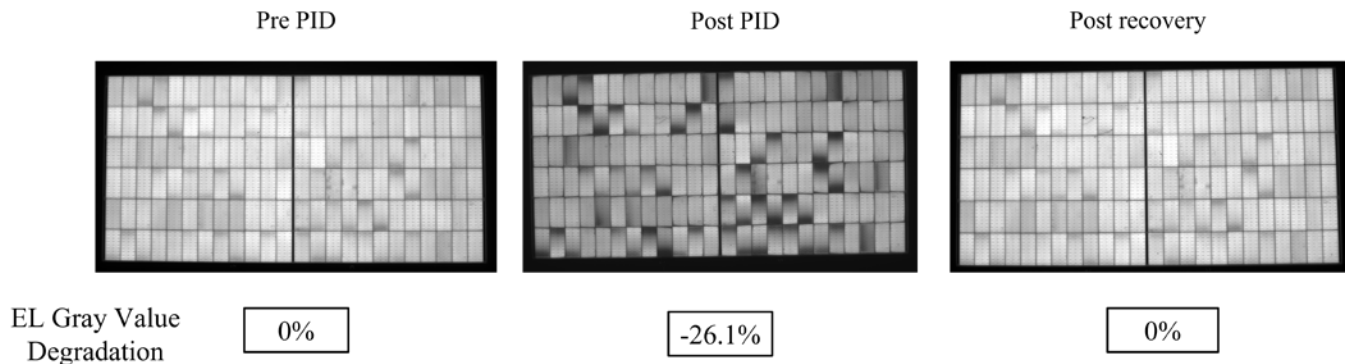 Pre PID
Post PID
Post recovery
EL Gray Value
Degradation
0%
-26.1%
0%